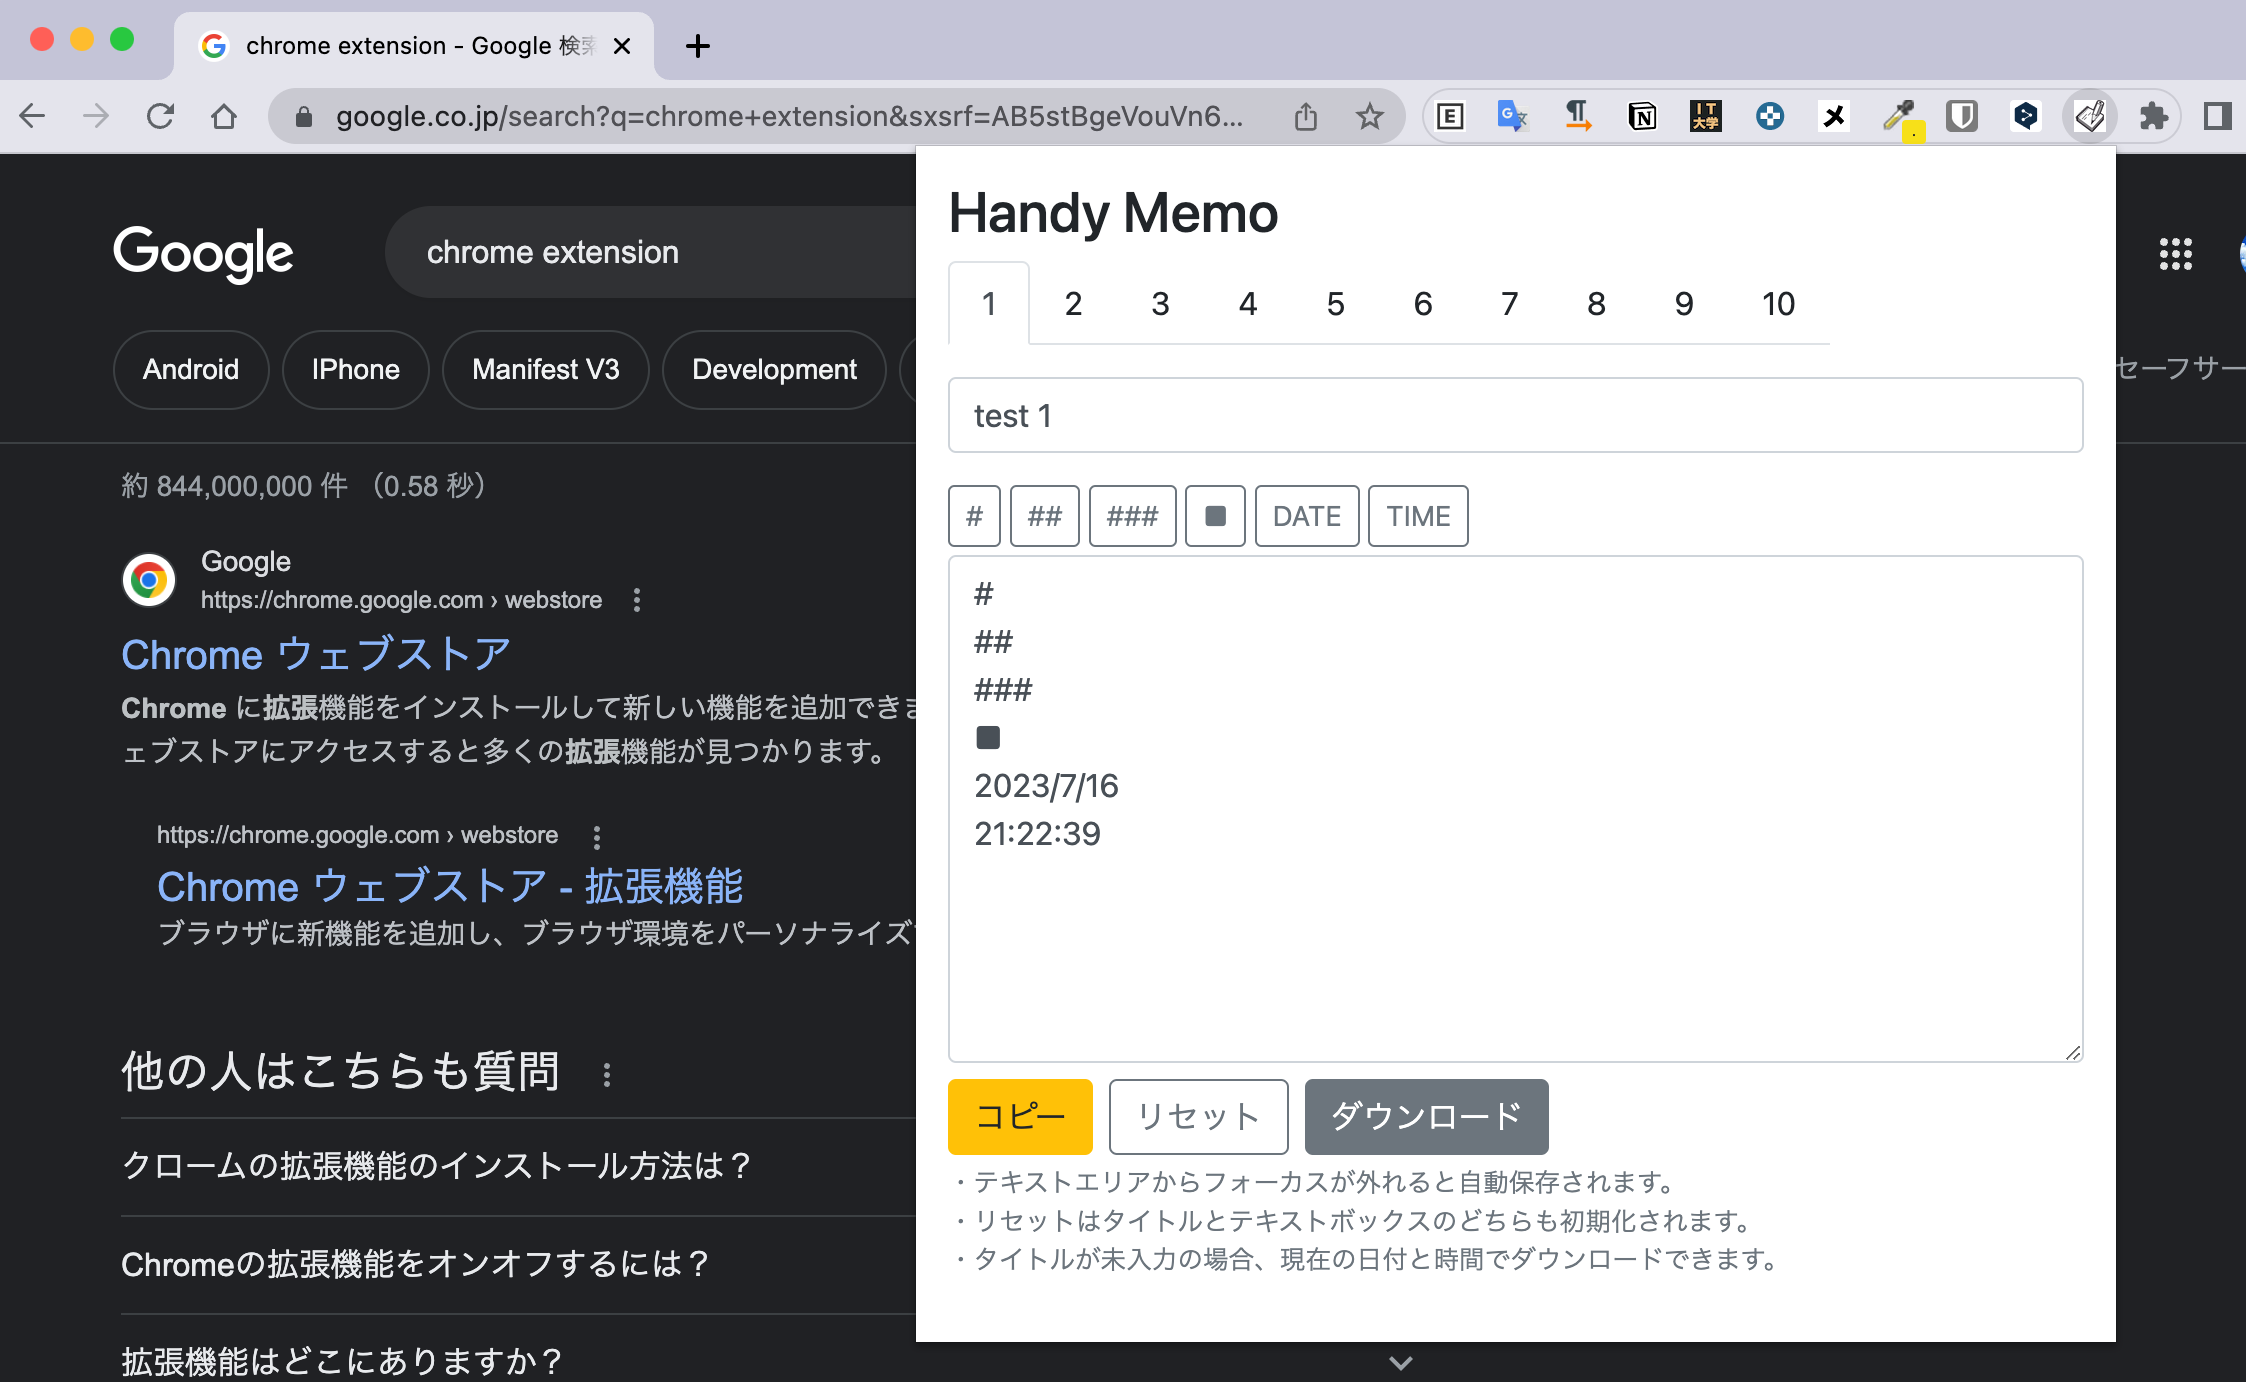 chrome extension - Google 検索
google.co.jp/search?q=chrome+extension&sxsrf=AB5stBgeVouVn6...
Google
chrome extension
Android
IPhone
Manifest V3
Development
セーフサー
約 844,000,000 件 （0.58 秒）
Google
https://chrome.google.com › webstore
Chrome ウェブストア
Chrome に拡張機能をインストールして新しい機能を追加できま
ェブストアにアクセスすると多くの拡張機能が見つかります。
https://chrome.google.com › webstore
Chrome ウェブストア - 拡張機能
ブラウザに新機能を追加し、ブラウザ環境をパーソナライズ
他の人はこちらも質問
クロームの拡張機能のインストール方法は？
Chromeの拡張機能をオンオフするには？
拡張機能はどこにありますか？
Handy Memo
1 2 3 4 5 6 7 8 9 10
test 1
# ## ### ■ DATE TIME
#
##
###
■
2023/7/16
21:22:39
コピー リセット ダウンロード
・テキストエリアからフォーカスが外れると自動保存されます。
・リセットはタイトルとテキストボックスのどちらも初期化されます。
・タイトルが未入力の場合、現在の日付と時間でダウンロードできます。